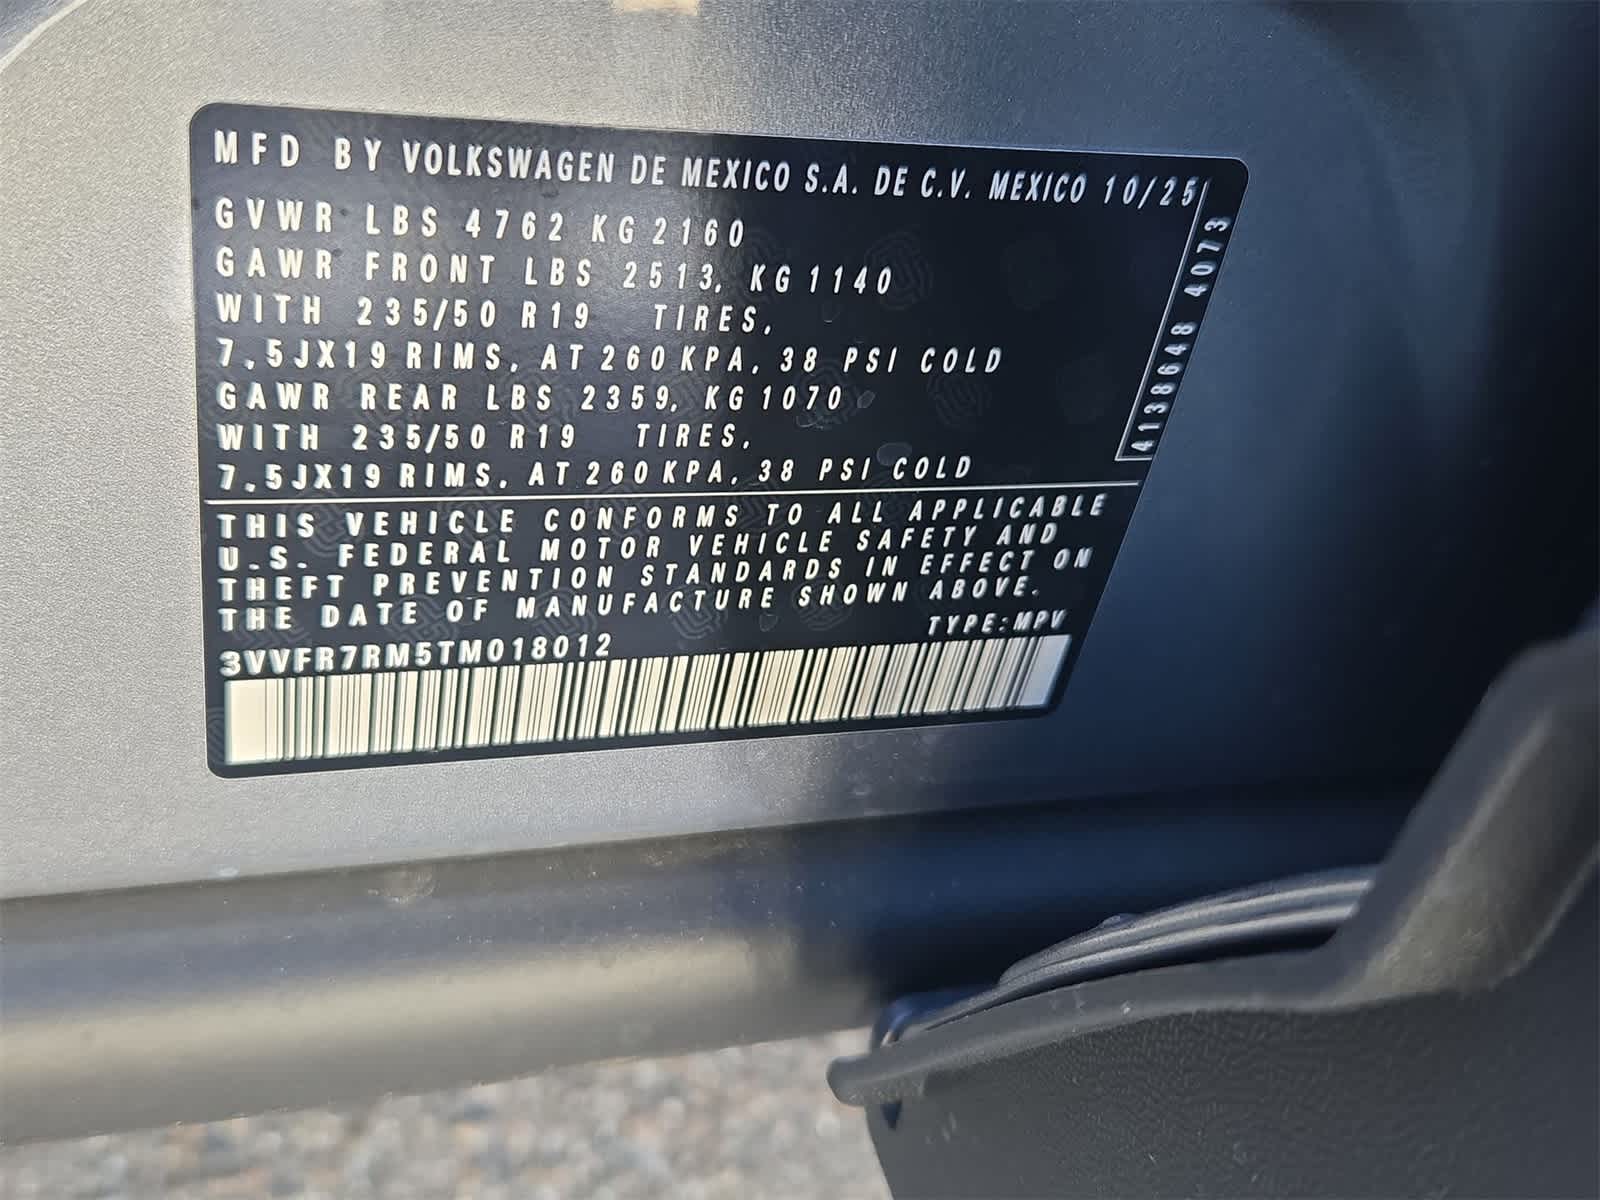 MFD BY VOLKSWAGEN DE MEXICO S.A. DE C.V. MEXICO 10/25
GVWR LBS 4762 KG 2160
GAWR FRONT LBS 2513, KG 1140
WITH 235/50 R19 TIRES,
7,5JX19 RIMS, AT 260 KPA, 38 PSI COLD
GAWR REAR LBS 2359, KG 1070
WITH 235/50 R19 TIRES,
7,5JX19 RIMS, AT 260 KPA, 38 PSI COLD
4138648 4073
THIS VEHICLE CONFORMS TO ALL APPLICABLE
U.S. FEDERAL MOTOR VEHICLE SAFETY AND
THEFT PREVENTION STANDARDS IN EFFECT ON
THE DATE OF MANUFACTURE SHOWN ABOVE.
TYPE:MPV
3VVFR7RM5TM018012